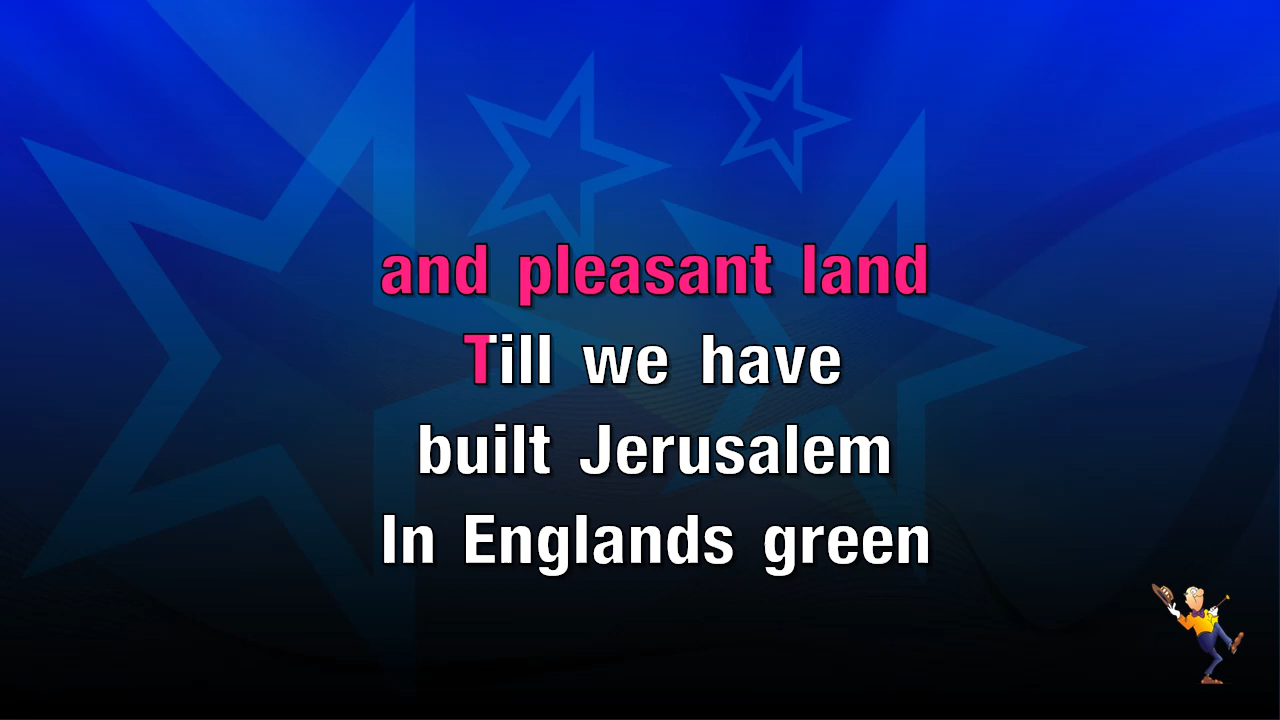 and pleasant land
Till we have
built Jerusalem
In Englands green